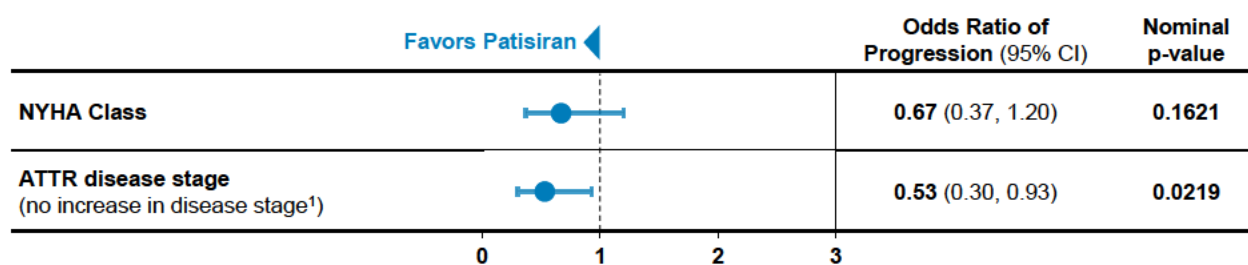 Favors Patisiran
Odds Ratio of
Progression (95% CI)
Nominal
p-value
NYHA Class
0.67 (0.37, 1.20)
0.1621
ATTR disease stage
(no increase in disease stage¹)
0.53 (0.30, 0.93)
0.0219
0 1 2 3